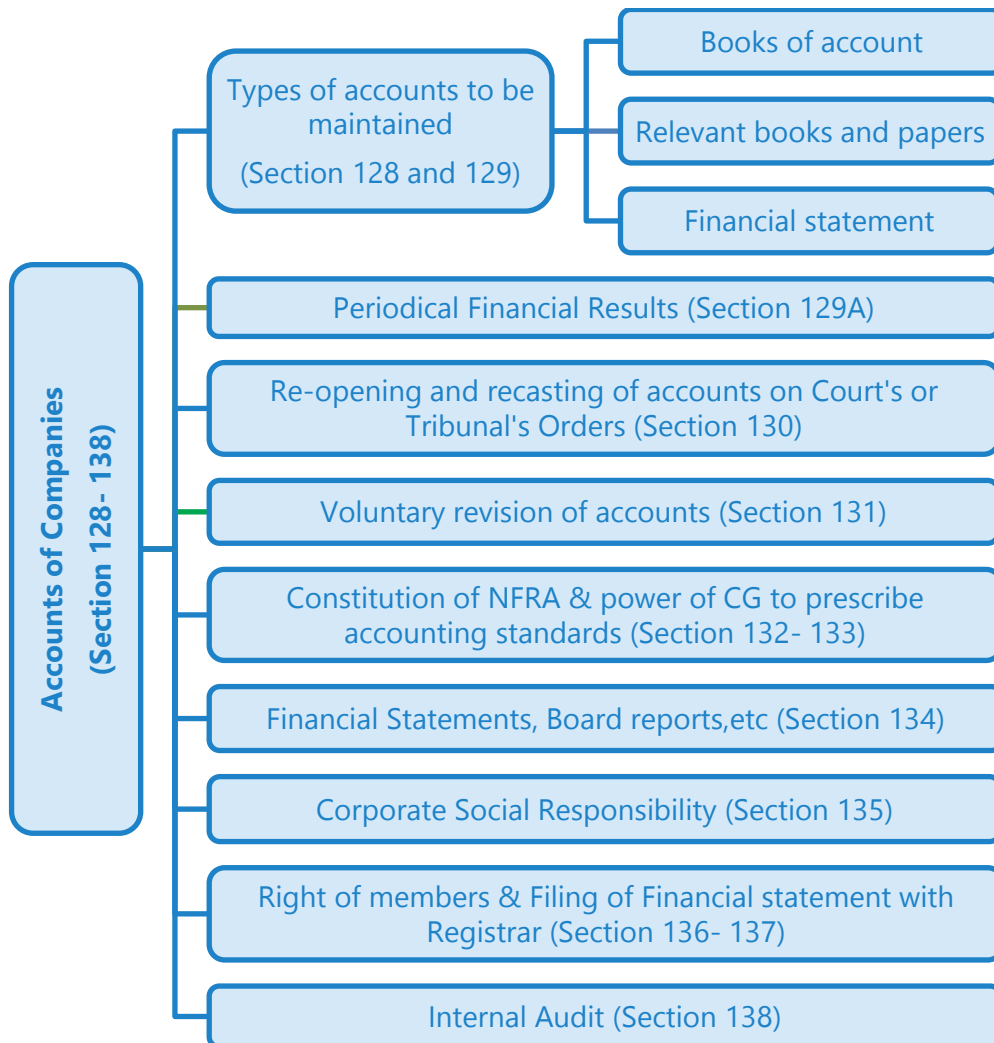 Accounts of Companies
(Section 128- 138)
Types of accounts to be
maintained
(Section 128 and 129)
Books of account
Relevant books and papers
Financial statement
Periodical Financial Results (Section 129A)
Re-opening and recasting of accounts on Court's or
Tribunal's Orders (Section 130)
Voluntary revision of accounts (Section 131)
Constitution of NFRA & power of CG to prescribe
accounting standards (Section 132- 133)
Financial Statements, Board reports,etc (Section 134)
Corporate Social Responsibility (Section 135)
Right of members & Filing of Financial statement with
Registrar (Section 136- 137)
Internal Audit (Section 138)